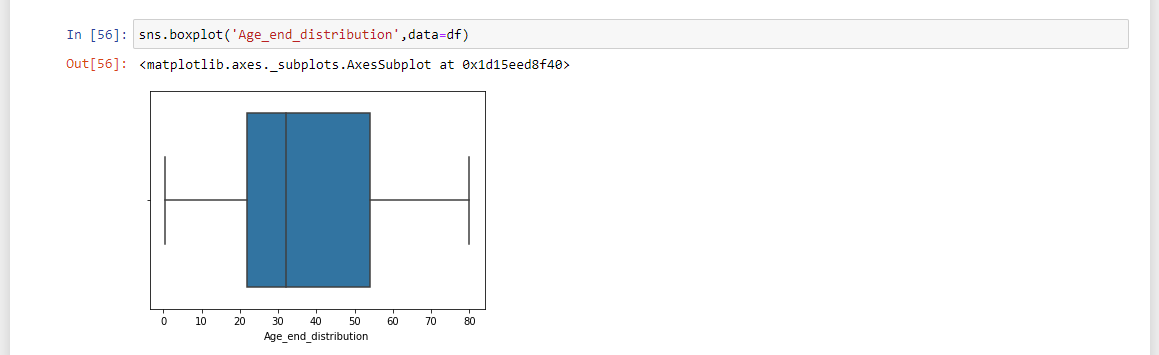 In [56]: sns.boxplot('Age_end_distribution',data=df)
Out[56]: <matplotlib.axes._subplots.AxesSubplot at 0x1d15eed8f40>
0 10 20 30 40 50 60 70 80
Age_end_distribution